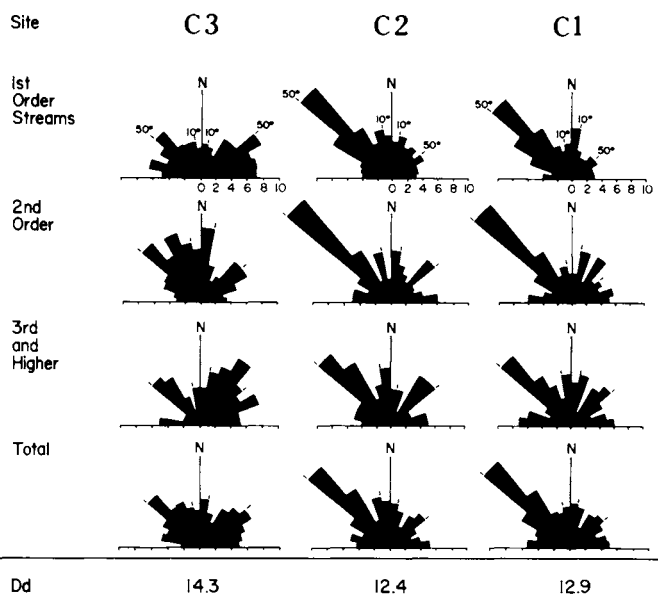 Site C3 C2 C1
1st Order Streams
N N N
50° 10° 10° 50°
50° 10° 10° 50°
50° 10° 10° 50°
0 2 4 6 8 10 0 2 4 6 8 10 0 2 4 6 8 10
2nd Order
N N N
3rd and Higher
N N N
Total
N N N
Dd 14.3 12.4 12.9